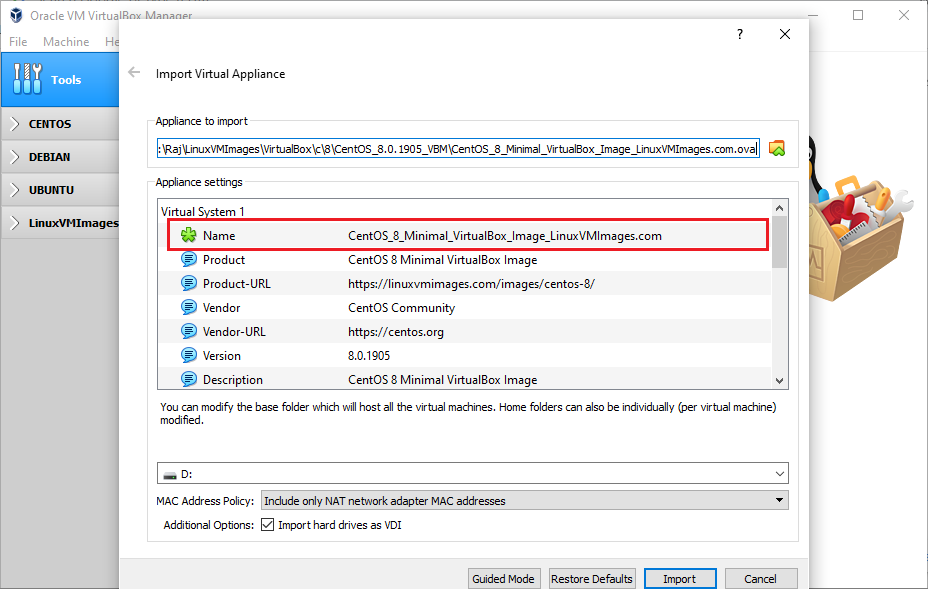 Oracle VM VirtualBox Manager
File Machine He
?
Import Virtual Appliance
Tools
CENTOS
DEBIAN
UBUNTU
LinuxVMImages
Appliance to import
:\Raj\LinuxVMImages\VirtualBox\c\8\CentOS_8.0.1905_VBM\CentOS_8_Minimal_VirtualBox_Image_LinuxVMImages.com.ova
Appliance settings
Virtual System 1
Name CentOS_8_Minimal_VirtualBox_Image_LinuxVMImages.com
Product CentOS 8 Minimal VirtualBox Image
Product-URL https://linuxvmimages.com/images/centos-8/
Vendor CentOS Community
Vendor-URL https://centos.org
Version 8.0.1905
Description CentOS 8 Minimal VirtualBox Image
You can modify the base folder which will host all the virtual machines. Home folders can also be individually (per virtual machine)
modified.
D:
MAC Address Policy: Include only NAT network adapter MAC addresses
Additional Options: Import hard drives as VDI
Guided Mode Restore Defaults Import Cancel